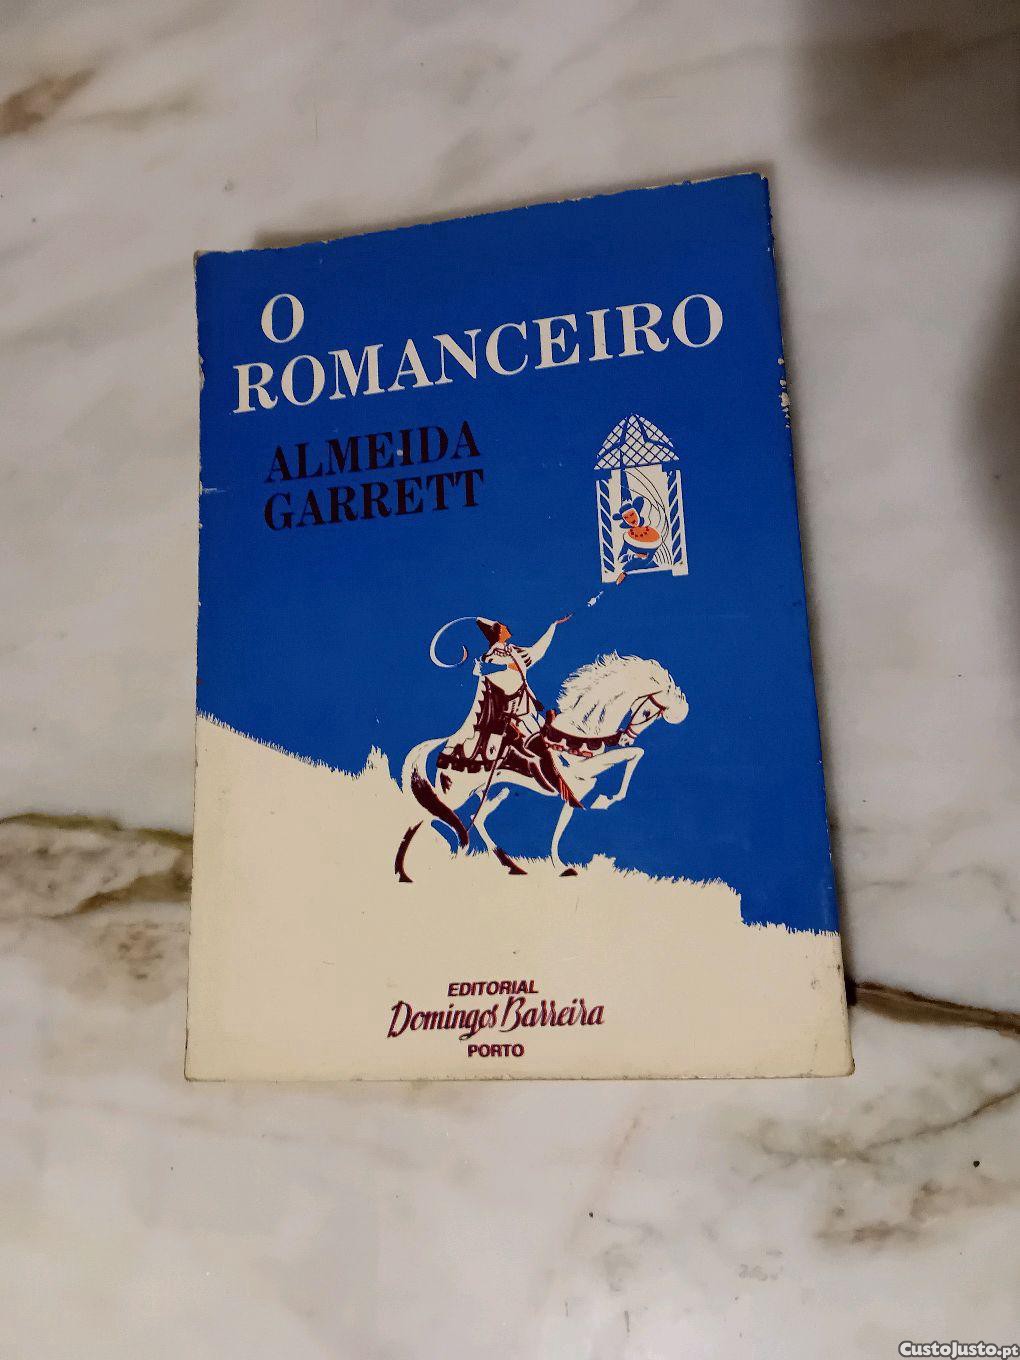 O
ROMANCEIRO
ALMEIDA
GARRETT
EDITORIAL
Domingos Barreira
PORTO
CustoJusto.pt